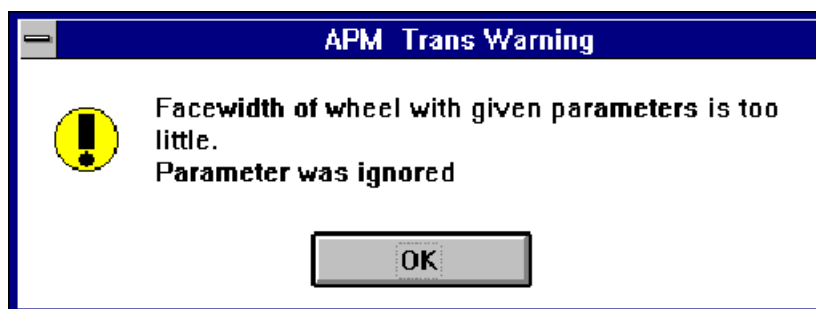 APM Trans Warning
Facewidth of wheel with given parameters is too
little.
Parameter was ignored
OK